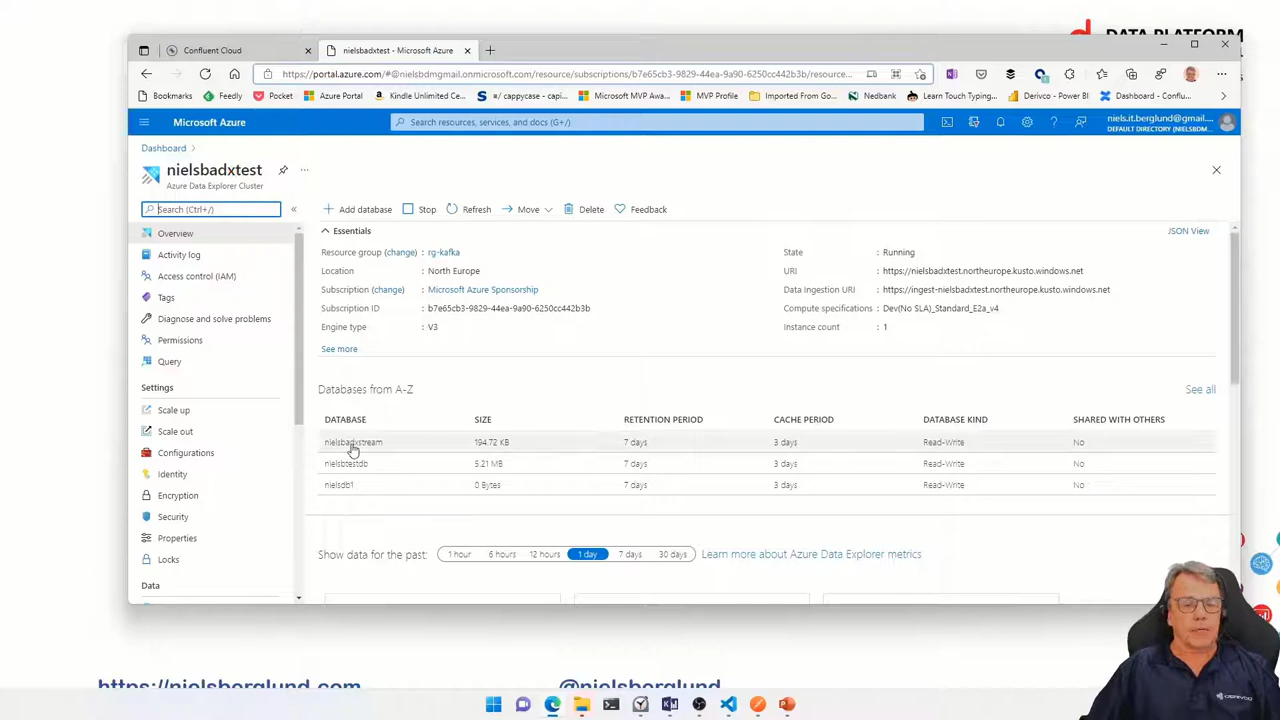 DATA PLATFORM
Confluent Cloud
nielsbadxtest - Microsoft Azure
https://portal.azure.com/#@nielsbdmgmail.onmicrosoft.com/resource/subscriptions/b7e65cb3-9829-44ea-9a90-6250cc442b3b/resource...
Bookmarks
Feedly
Pocket
Azure Portal
Kindle Unlimited Ce...
≡/ cappycase - capi...
Microsoft MVP Awa...
MVP Profile
Imported From Go...
Nedbank
Learn Touch Typing...
Derivco - Power BI
Dashboard - Conflu...
Microsoft Azure
Search resources, services, and docs (G+/)
niels.it.berglund@gmail....
DEFAULT DIRECTORY (NIELSBDM...
Dashboard
nielsbadxtest
Azure Data Explorer Cluster
Search (Ctrl+/)
Overview
Activity log
Access control (IAM)
Tags
Diagnose and solve problems
Permissions
Query
Settings
Scale up
Scale out
Configurations
Identity
Encryption
Security
Properties
Locks
Data
Add database
Stop
Refresh
Move
Delete
Feedback
Essentials
JSON View
Resource group (change) : rg-kafka
Location : North Europe
Subscription (change) : Microsoft Azure Sponsorship
Subscription ID : b7e65cb3-9829-44ea-9a90-6250cc442b3b
Engine type : V3
State : Running
URI : https://nielsbadxtest.northeurope.kusto.windows.net
Data Ingestion URI : https://ingest-nielsbadxtest.northeurope.kusto.windows.net
Compute specifications : Dev(No SLA)_Standard_E2a_v4
Instance count : 1
See more
Databases from A-Z
See all
DATABASE SIZE RETENTION PERIOD CACHE PERIOD DATABASE KIND SHARED WITH OTHERS
nielsbadxstream 194.72 KB 7 days 3 days Read-Write No
nielsbtestdb 5.21 MB 7 days 3 days Read-Write No
nielsdb1 0 Bytes 7 days 3 days Read-Write No
Show data for the past: 1 hour 6 hours 12 hours 1 day 7 days 30 days Learn more about Azure Data Explorer metrics
https://nielsberglund.com
@nielsberglund
DERIVCO